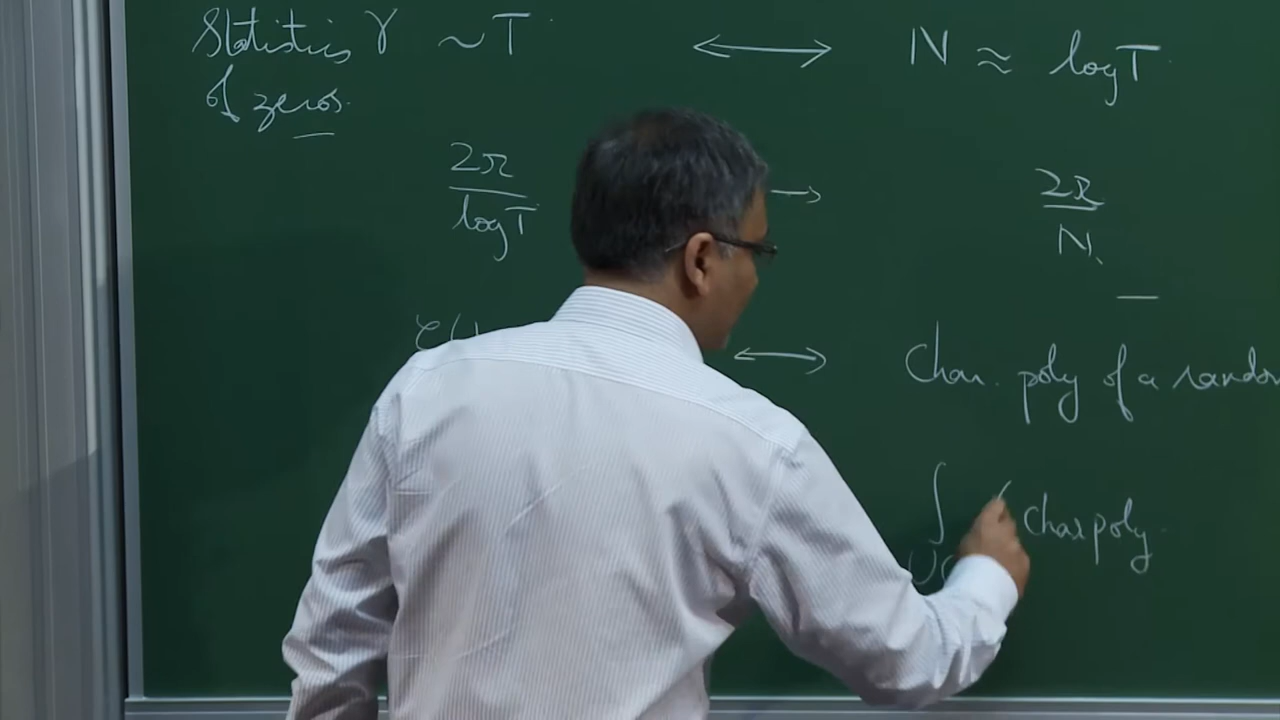 Statistics γ ~ T ⟷ N ≈ log T
of zeros.
2π / log T → 2π / N
ζ( ⟷ Char. poly of a random
∫ U( char poly.